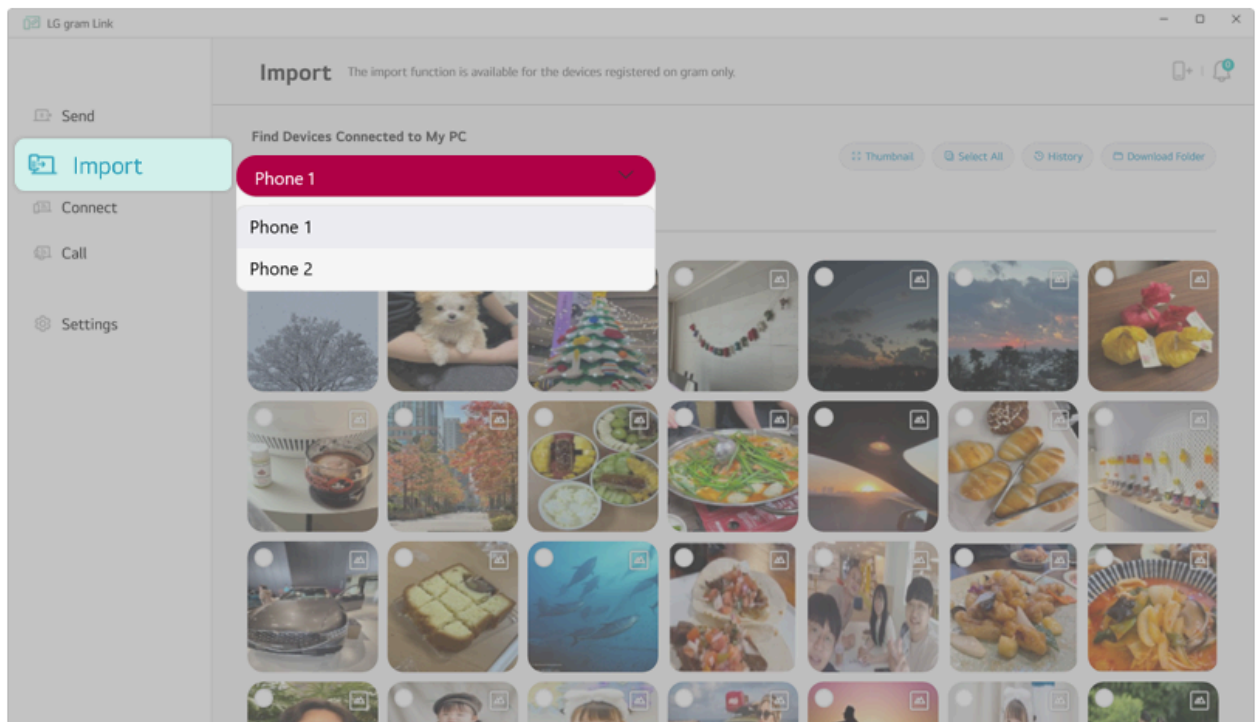 LG gram Link
Import The import function is available for the devices registered on gram only.
Send
Import
Connect
Call
Settings
Find Devices Connected to My PC
Thumbnail
Select All
History
Download Folder
Phone 1
Phone 1
Phone 2